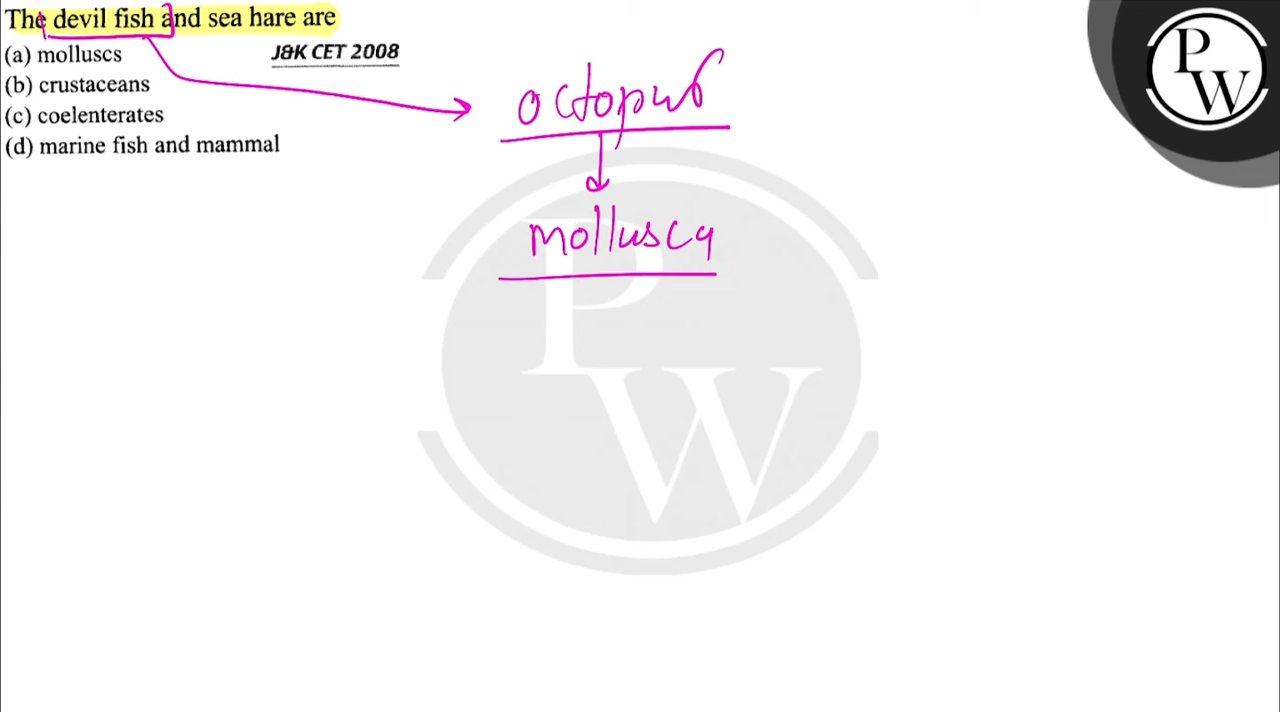 The devil fish and sea hare are
(a) molluscs
J&K CET 2008
(b) crustaceans
(c) coelenterates
(d) marine fish and mammal
octopus
mollusca
P
W
P
W